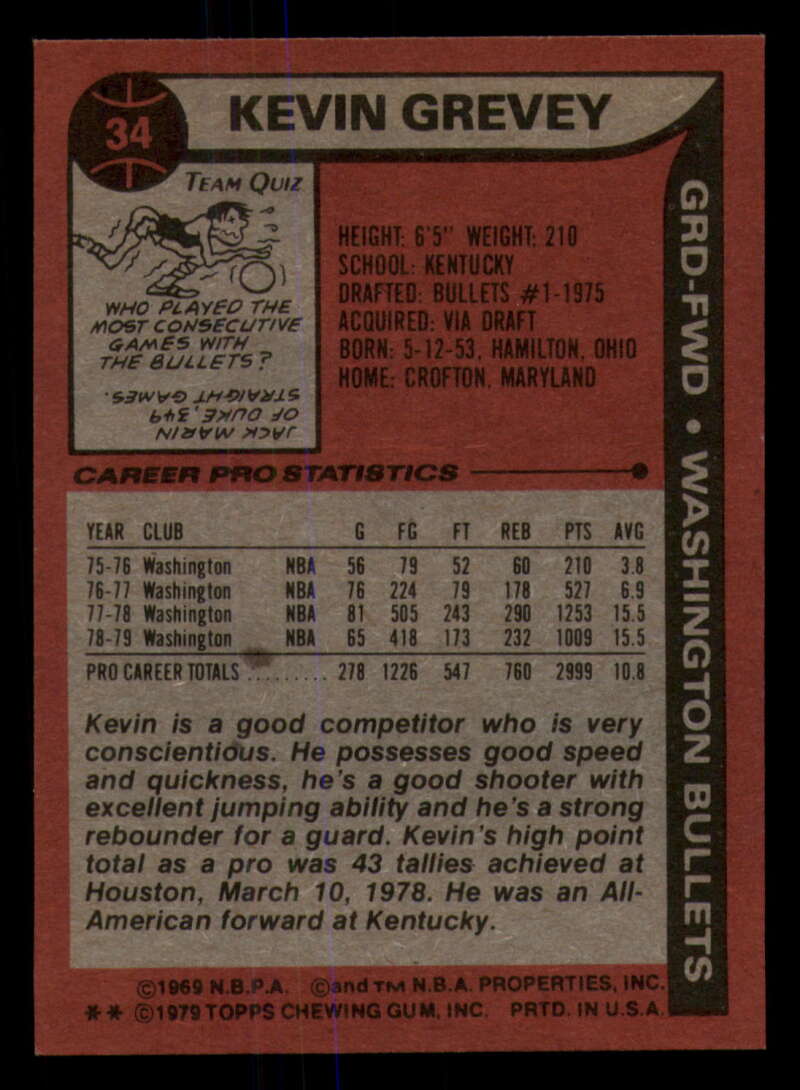 34
KEVIN GREVEY
TEAM QUIZ
WHO PLAYED THE
MOST CONSECUTIVE
GAMES WITH
THE BULLETS?
JACK MARIN
OF DUKE, 349
STRAIGHT GAMES.
HEIGHT: 6'5" WEIGHT: 210
SCHOOL: KENTUCKY
DRAFTED: BULLETS #1-1975
ACQUIRED: VIA DRAFT
BORN: 5-12-53, HAMILTON, OHIO
HOME: CROFTON, MARYLAND
GRD-FWD • WASHINGTON BULLETS
CAREER PRO STATISTICS
YEAR CLUB G FG FT REB PTS AVG
75-76 Washington NBA 56 79 52 60 210 3.8
76-77 Washington NBA 76 224 79 178 527 6.9
77-78 Washington NBA 81 505 243 290 1253 15.5
78-79 Washington NBA 65 418 173 232 1009 15.5
PRO CAREER TOTALS .......... 278 1226 547 760 2999 10.8
Kevin is a good competitor who is very
conscientious. He possesses good speed
and quickness, he's a good shooter with
excellent jumping ability and he's a strong
rebounder for a guard. Kevin's high point
total as a pro was 43 tallies achieved at
Houston, March 10, 1978. He was an All-
American forward at Kentucky.
©1969 N.B.P.A. ©and TM N.B.A. PROPERTIES, INC.
** ©1979 TOPPS CHEWING GUM, INC. PRTD. IN U.S.A.